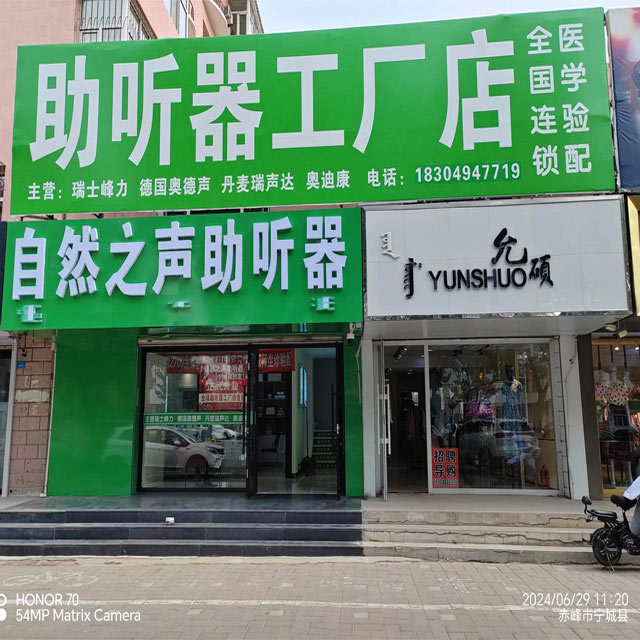 助听器工厂店
全国连锁
医学验配
主营：瑞士峰力 德国奥德声 丹麦瑞声达 奥迪康 电话：18304947719
自然之声助听器
允硕
YUNSHUO
招聘
导购
HONOR 70
54MP Matrix Camera
2024/06/29 11:20
赤峰市宁城县